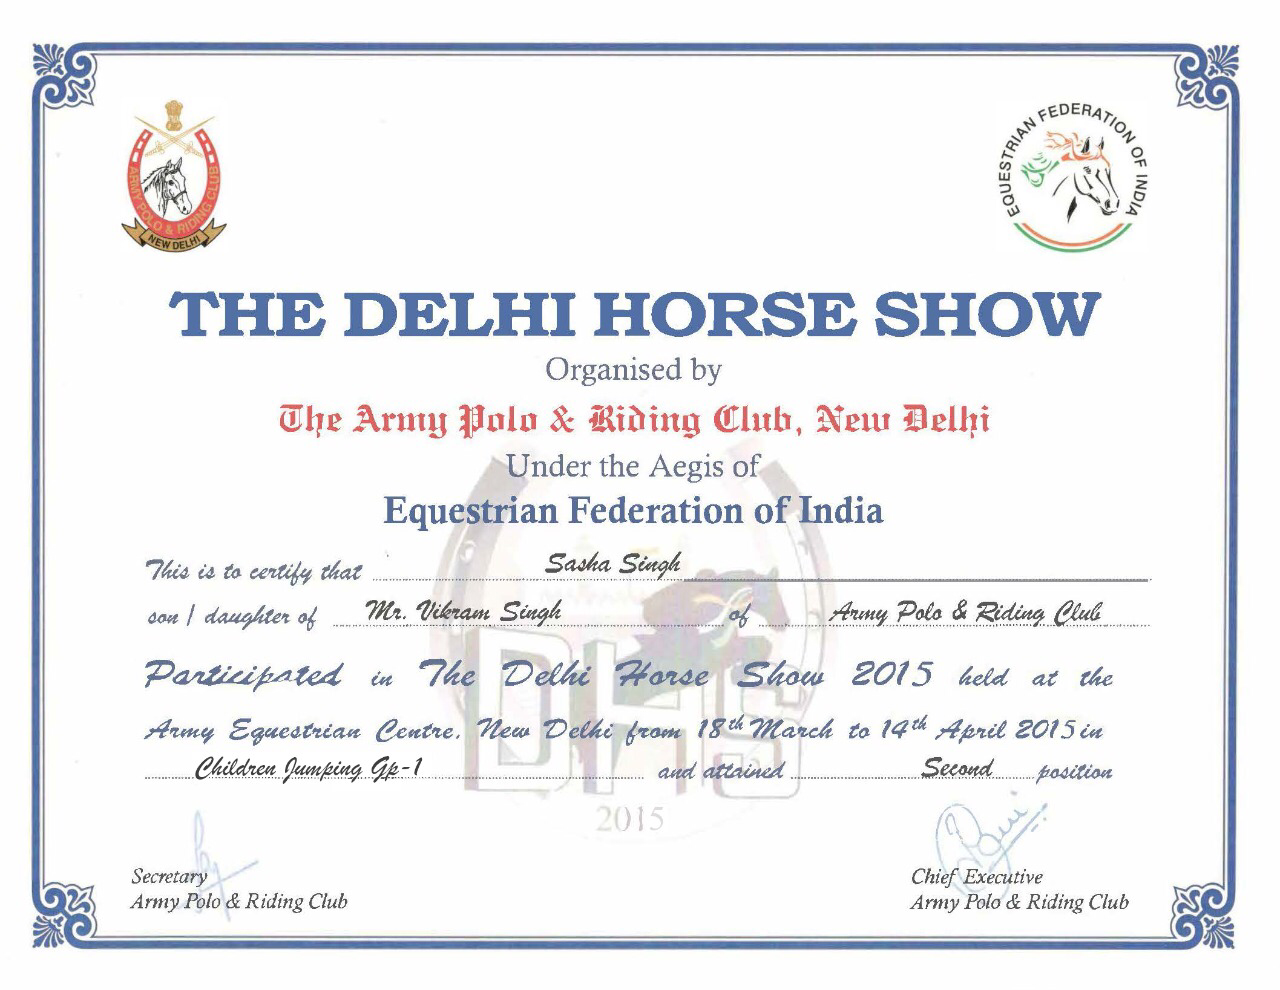 ARMY POLO & RIDING CLUB
NEW DELHI
EQUESTRIAN FEDERATION OF INDIA
THE DELHI HORSE SHOW
Organised by
The Army Polo & Riding Club, New Delhi
Under the Aegis of
Equestrian Federation of India
This is to certify that Sasha Singh
son / daughter of Mr. Vikram Singh of Army Polo & Riding Club
Participated in The Delhi Horse Show 2015 held at the
Army Equestrian Centre, New Delhi from 18th March to 14th April 2015 in
Children Jumping Gp-1 and attained Second position
DHS
2015
Secretary
Army Polo & Riding Club
Chief Executive
Army Polo & Riding Club